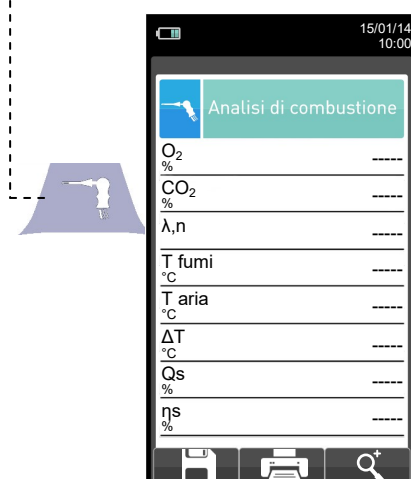 15/01/14
10:00
Analisi di combustione
O₂
% -----
CO₂
% -----
λ,n -----
T fumi
°C -----
T aria
°C -----
ΔT
°C -----
Qs
% -----
ηs
% -----